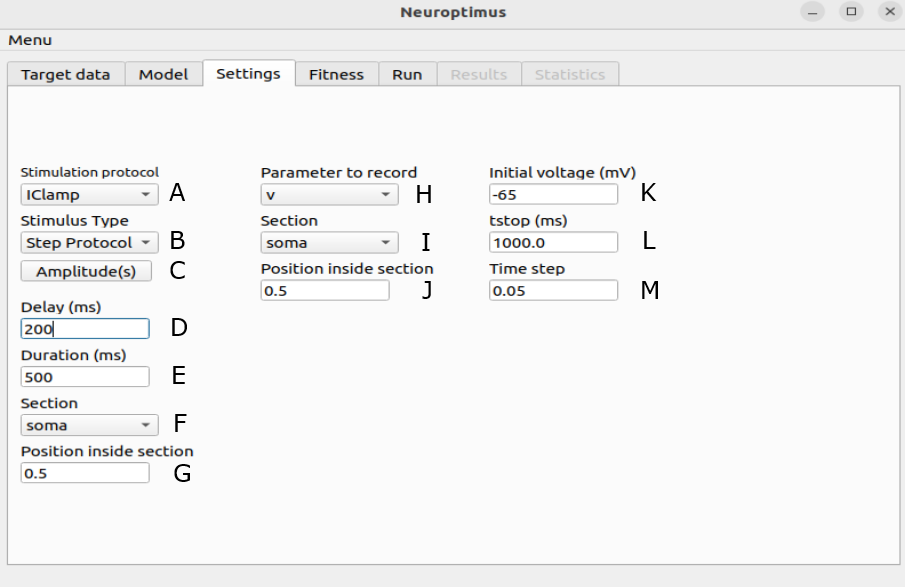 Neuroptimus
Menu
Target data Model Settings Fitness Run Results Statistics
Stimulation protocol
IClamp A
Stimulus Type
Step Protocol B
Amplitude(s) C
Delay (ms)
200 D
Duration (ms)
500 E
Section
soma F
Position inside section
0.5 G
Parameter to record
v H
Section
soma I
Position inside section
0.5 J
Initial voltage (mV)
-65 K
tstop (ms)
1000.0 L
Time step
0.05 M